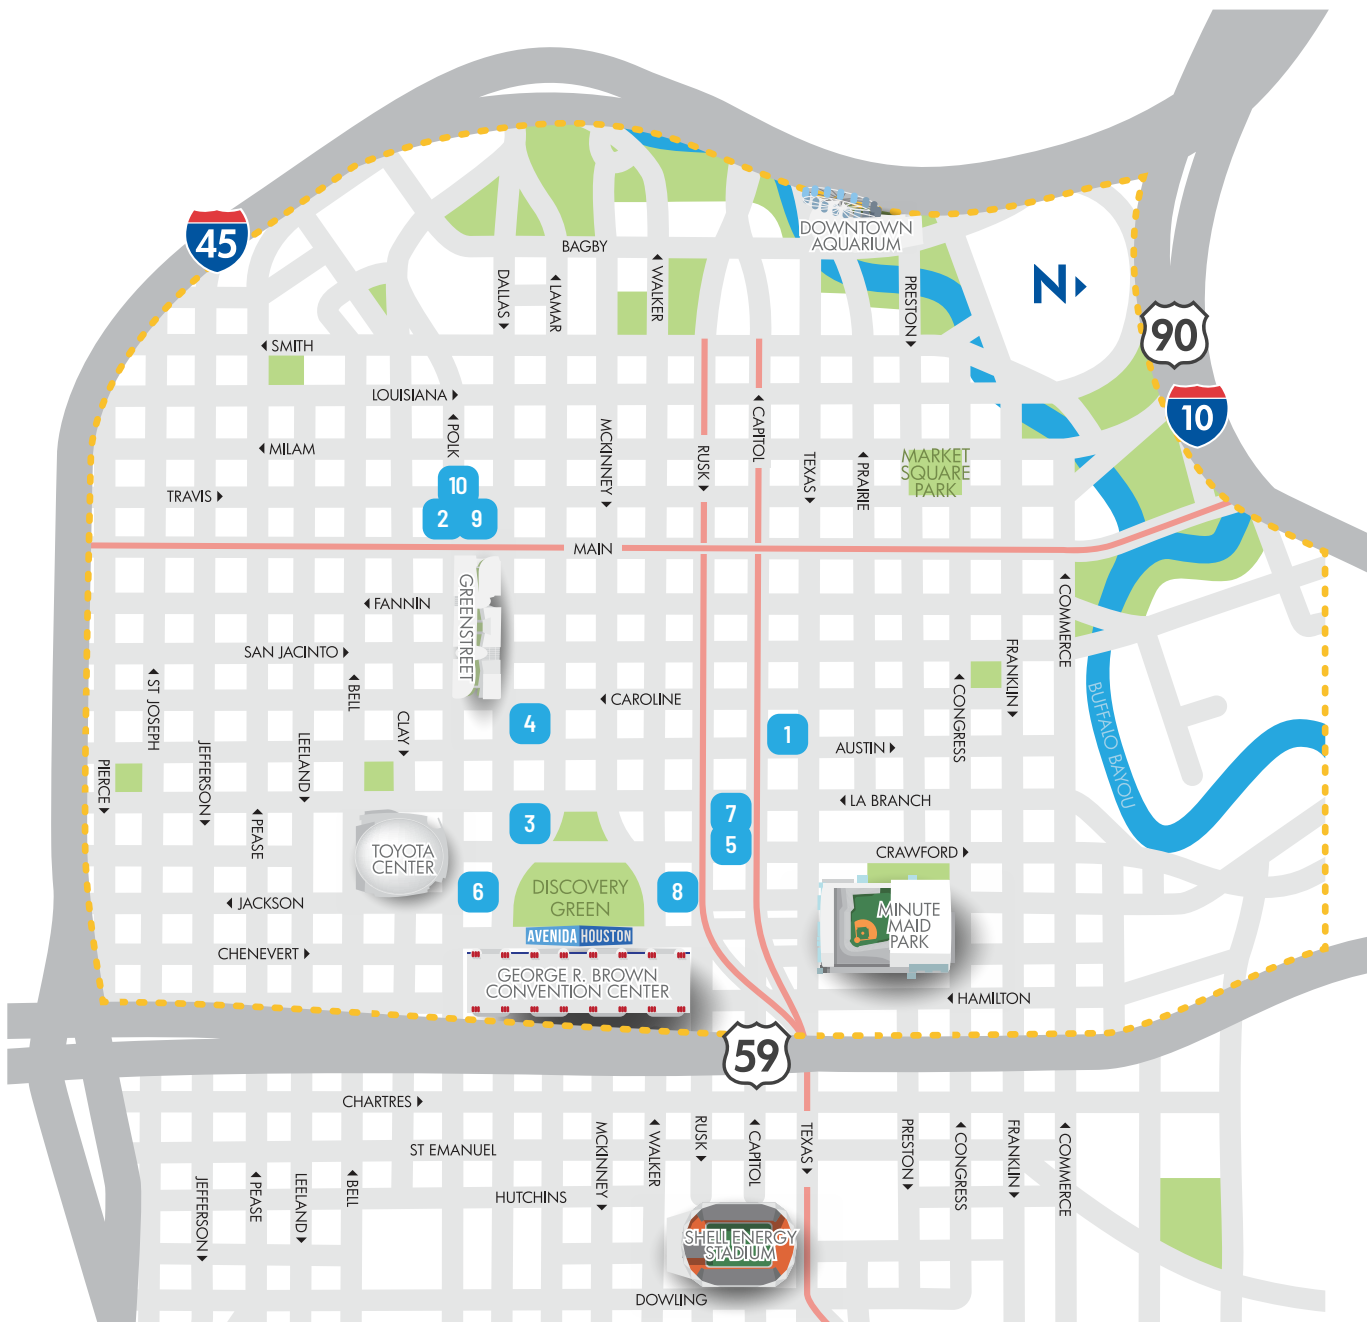 45
DOWNTOWN
AQUARIUM
BAGBY
N
DALLAS
LAMAR
WALKER
PRESTON
90
SMITH
LOUISIANA
10
POLK
MCKINNEY
RUSK
CAPITOL
TEXAS
PRAIRIE
MARKET
SQUARE
PARK
MILAM
TRAVIS
10
2
9
MAIN
GREENSTREET
FANNIN
COMMERCE
SAN JACINTO
FRANKLIN
ST JOSEPH
BELL
CAROLINE
CONGRESS
BUFFALO BAYOU
CLAY
4
1
AUSTIN
JEFFERSON
LEELAND
PIERCE
LA BRANCH
PEASE
3
7
5
TOYOTA
CENTER
CRAWFORD
6
DISCOVERY
GREEN
8
JACKSON
MINUTE
MAID
PARK
AVENIDA HOUSTON
CHENEVERT
GEORGE R. BROWN
CONVENTION CENTER
HAMILTON
59
CHARTRES
ST EMANUEL
MCKINNEY
WALKER
RUSK
CAPITOL
TEXAS
PRESTON
CONGRESS
FRANKLIN
COMMERCE
JEFFERSON
PEASE
LEELAND
BELL
HUTCHINS
SHELL ENERGY
STADIUM
DOWLING